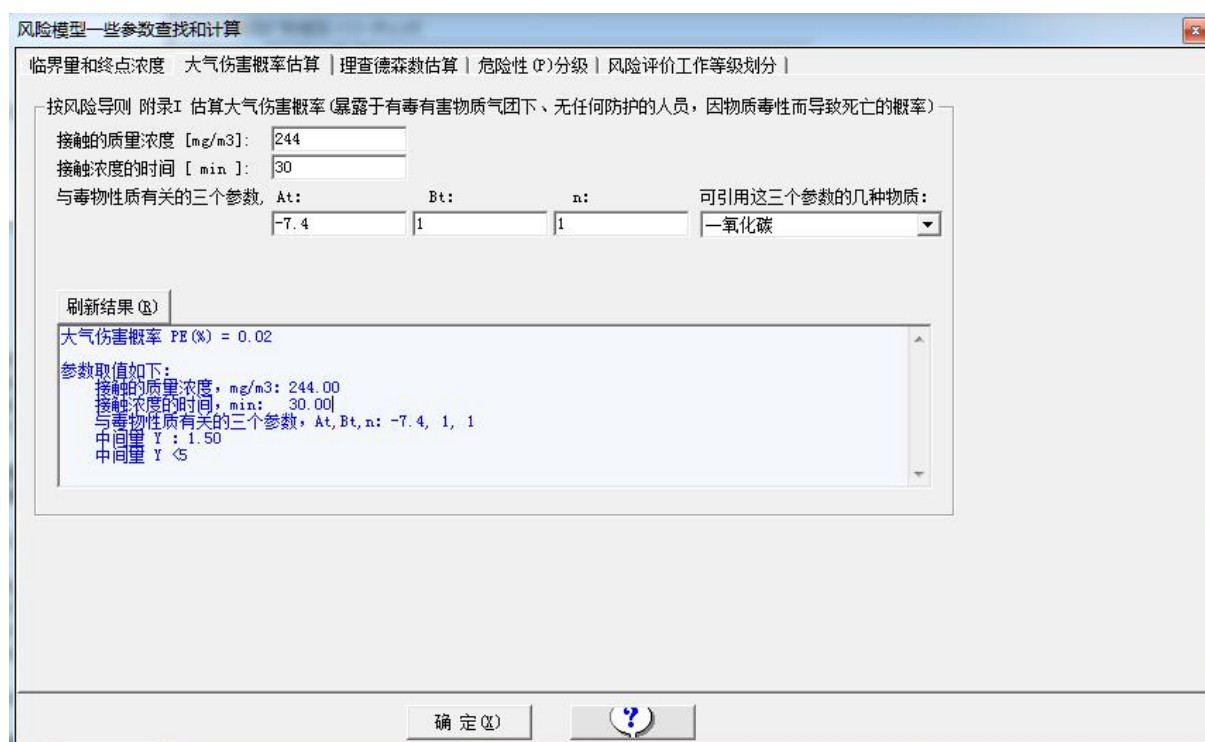 风险模型一些参数查找和计算
临界量和终点浓度 大气伤害概率估算 理查德森数估算 危险性(P)分级 风险评价工作等级划分
按风险导则 附录I 估算大气伤害概率(暴露于有毒有害物质气团下、无任何防护的人员,因物质毒性而导致死亡的概率)
接触的质量浓度 [mg/m3]: 244
接触浓度的时间 [ min ]: 30
与毒物性质有关的三个参数, At: Bt: n: 可引用这三个参数的几种物质:
-7.4 1 1 一氧化碳
刷新结果(R)
大气伤害概率 PE(%) = 0.02
参数取值如下:
接触的质量浓度,mg/m3: 244.00
接触浓度的时间,min: 30.00
与毒物性质有关的三个参数,At,Bt,n: -7.4, 1, 1
中间量 Y : 1.50
中间量 Y <5
确 定(X) ?